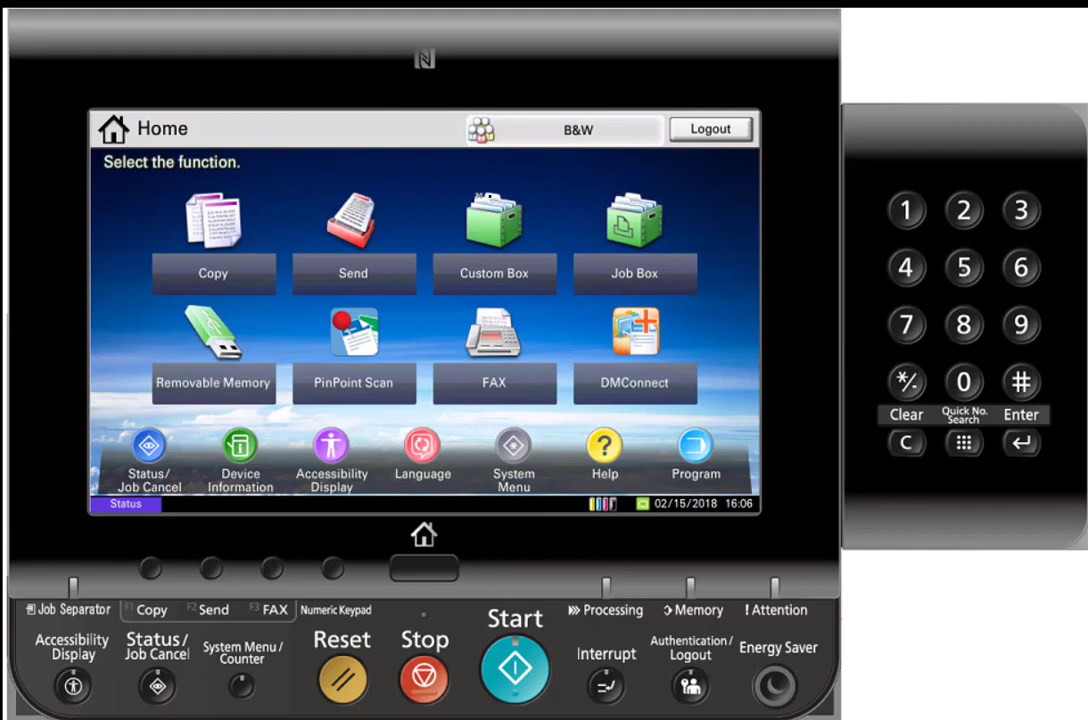 Home
B&W
Logout
Select the function.
Copy
Send
Custom Box
Job Box
Removable Memory
PinPoint Scan
FAX
DMConnect
Status/
Job Cancel
Device
Information
Accessibility
Display
Language
System
Menu
Help
Program
Status
02/15/2018 16:06
1 2 3
4 5 6
7 8 9
*/. 0 #
Clear
Quick No.
Search
Enter
C
Job Separator
F1 Copy
F2 Send
F3 FAX
Numeric Keypad
Processing
Memory
! Attention
Accessibility
Display
Status/
Job Cancel
System Menu/
Counter
Reset
Stop
Start
Interrupt
Authentication/
Logout
Energy Saver